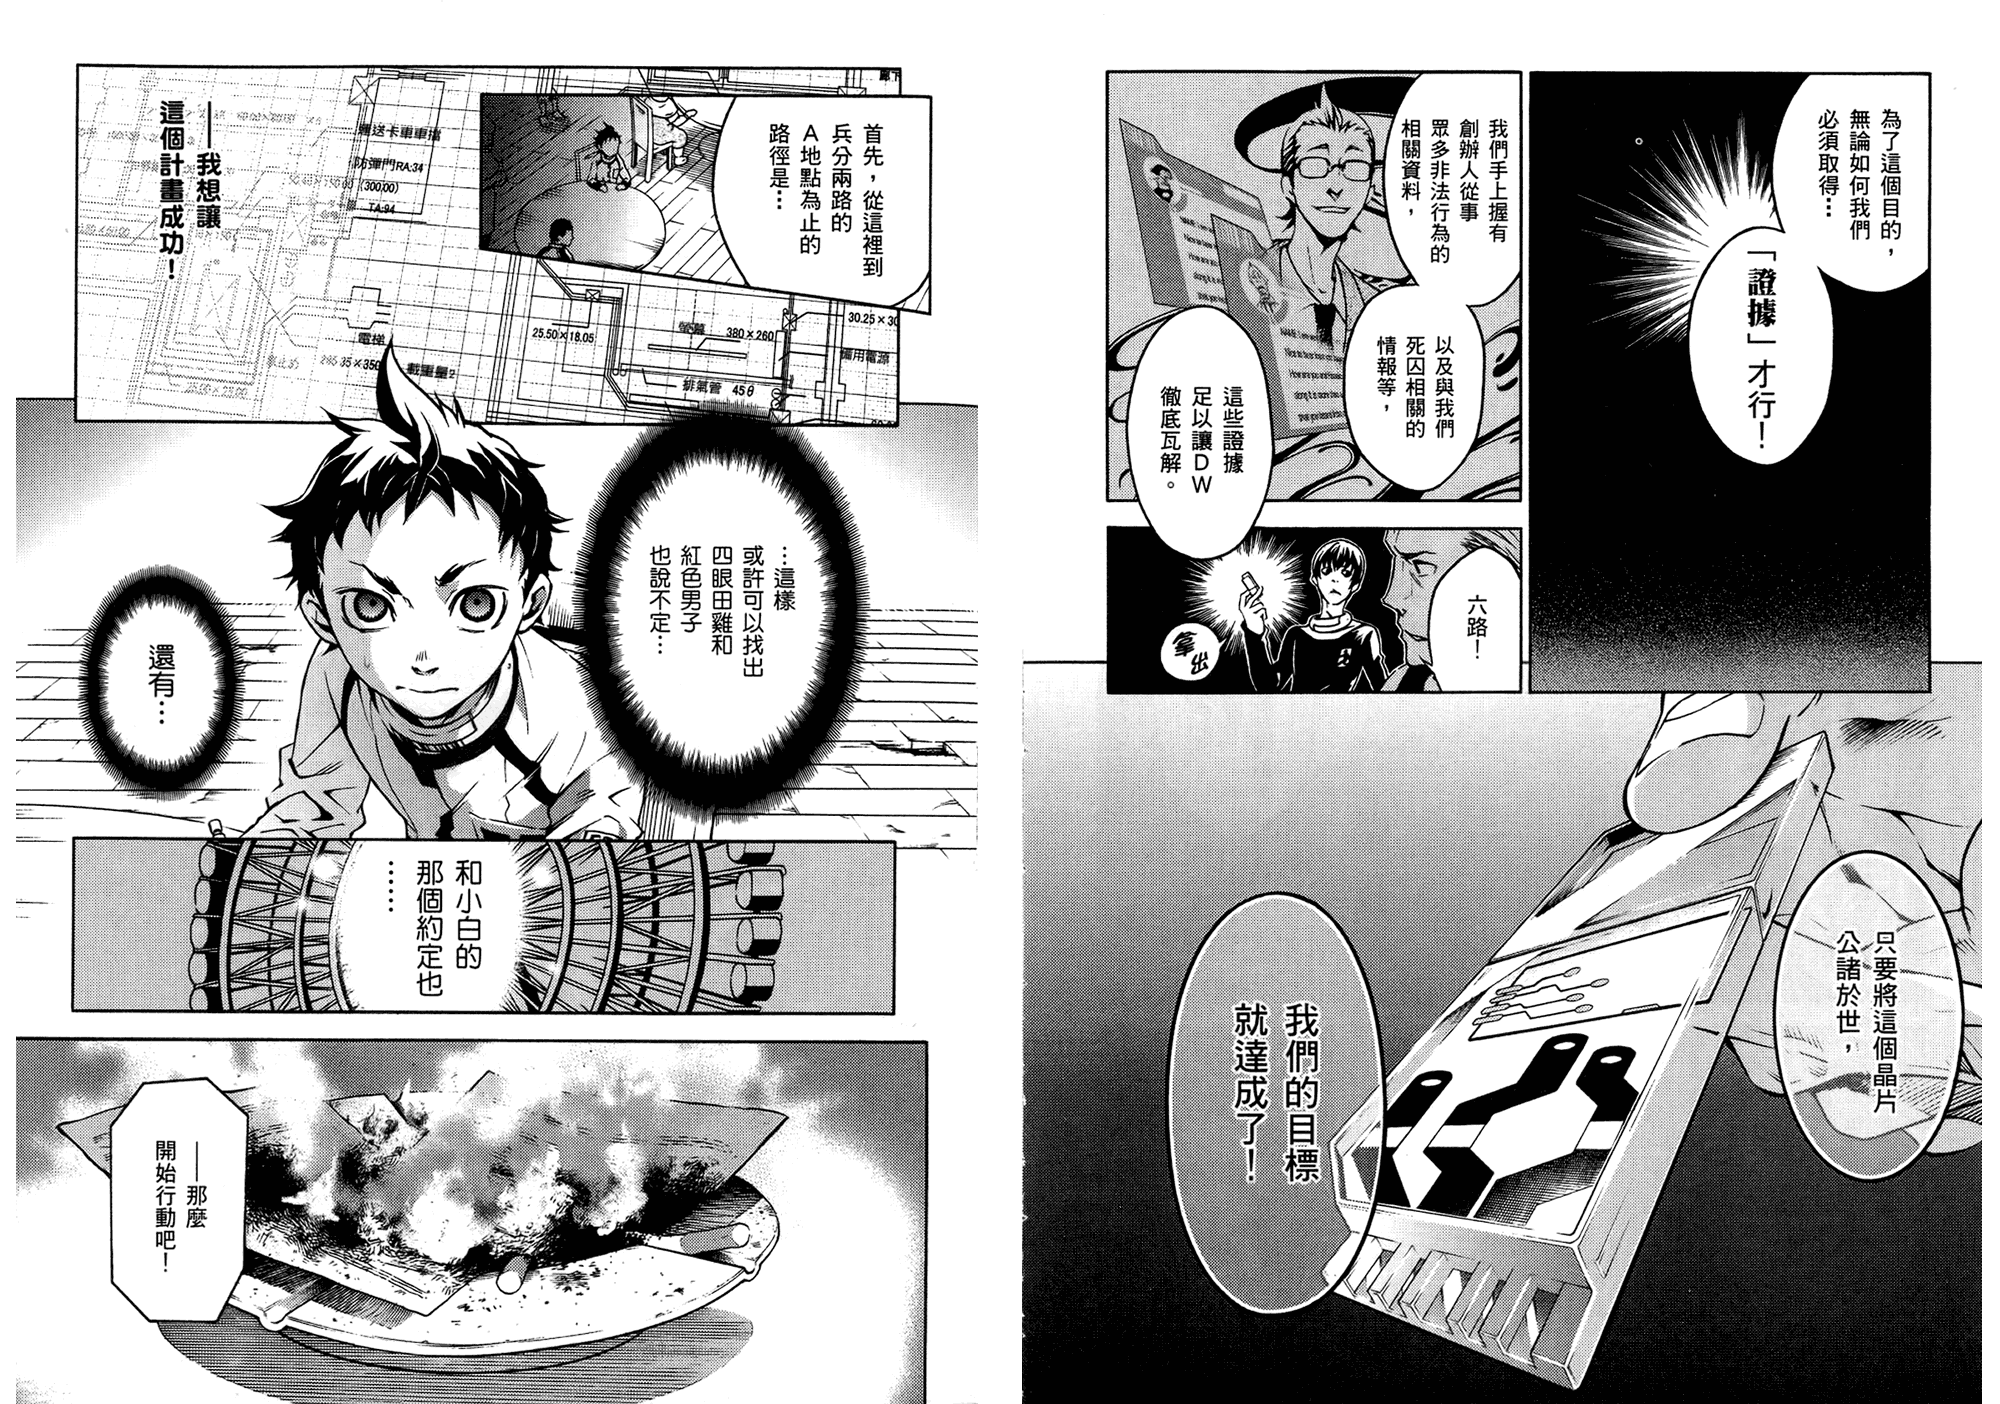 為了這個目的，
無論如何我們
必須取得…
「證據」才行！
我們手上握有
創辦人從事
眾多非法行為的
相關資料，
以及與我們
死囚相關的
情報等，
這些證據
足以讓DW
徹底瓦解。
六路！
拿出
只要將這個晶片
公諸於世，
我們的目標
就達成了！
首先，從這裡到
兵分兩路的
A地點為止的
路徑是…
廊下
運送卡車車擋
防彈門RA:34
(300.00)
TA:94
——我想讓
這個計畫成功！
30.25×30
380×260
25.50×18.05
備用電源
電梯
載重量2
排氣管 45θ
…這樣
或許可以找出
四眼田雞和
紅色男子
也說不定…
還有…
和小白的
那個約定也
……
——那麼
開始行動吧！